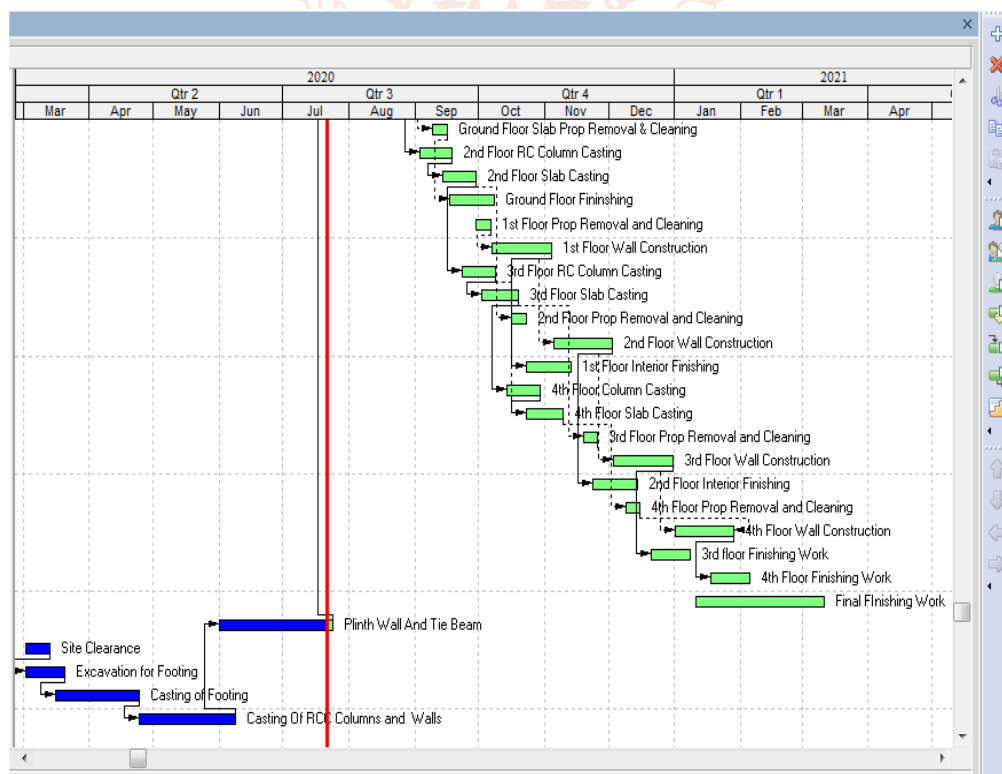 2020 2021
Qtr 2 Qtr 3 Qtr 4 Qtr 1
Mar Apr May Jun Jul Aug Sep Oct Nov Dec Jan Feb Mar Apr
Ground Floor Slab Prop Removal & Cleaning
2nd Floor RC Column Casting
2nd Floor Slab Casting
Ground Floor Fininshing
1st Floor Prop Removal and Cleaning
1st Floor Wall Construction
3rd Floor RC Column Casting
3td Floor Slab Casting
2nd Floor Prop Removal and Cleaning
2nd Floor Wall Construction
1st Floor Interior Finishing
4th Floor Column Casting
4th Floor Slab Casting
3rd Floor Prop Removal and Cleaning
3rd Floor Wall Construction
2nd Floor Interior Finishing
4th Floor Prop Removal and Cleaning
4th Floor Wall Construction
3rd floor Finishing Work
4th Floor Finishing Work
Final FInishing Work
Plinth Wall And Tie Beam
Site Clearance
Excavation for Footing
Casting of Footing
Casting Of RCC Columns and Walls